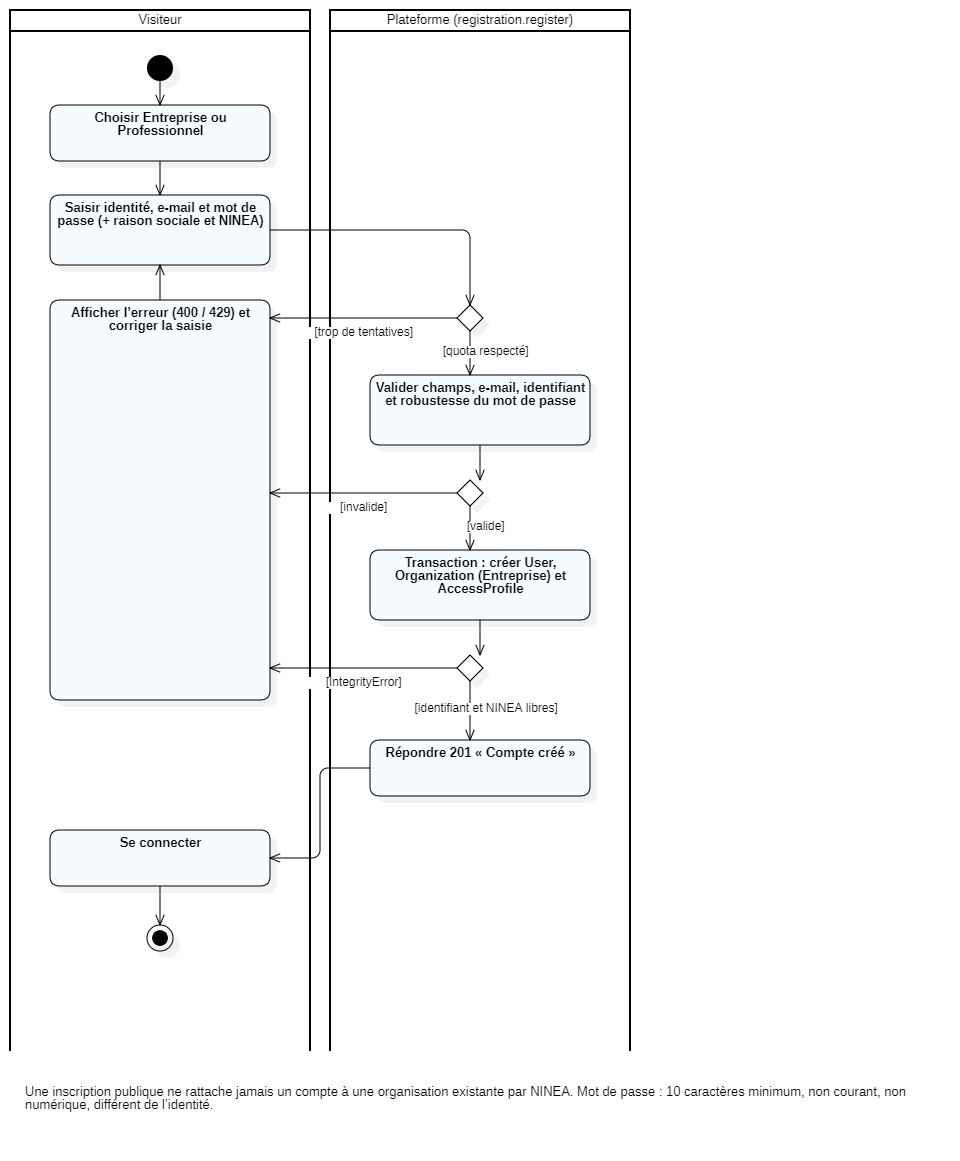 Visiteur
Plateforme (registration.register)
Choisir Entreprise ou
Professionnel
Saisir identité, e-mail et mot de
passe (+ raison sociale et NINEA)
Afficher l'erreur (400 / 429) et
corriger la saisie
[trop de tentatives]
[quota respecté]
Valider champs, e-mail, identifiant
et robustesse du mot de passe
[invalide]
[valide]
Transaction : créer User,
Organization (Entreprise) et
AccessProfile
[IntegrityError]
[identifiant et NINEA libres]
Répondre 201 « Compte créé »
Se connecter
Une inscription publique ne rattache jamais un compte à une organisation existante par NINEA. Mot de passe : 10 caractères minimum, non courant, non
numérique, différent de l'identité.